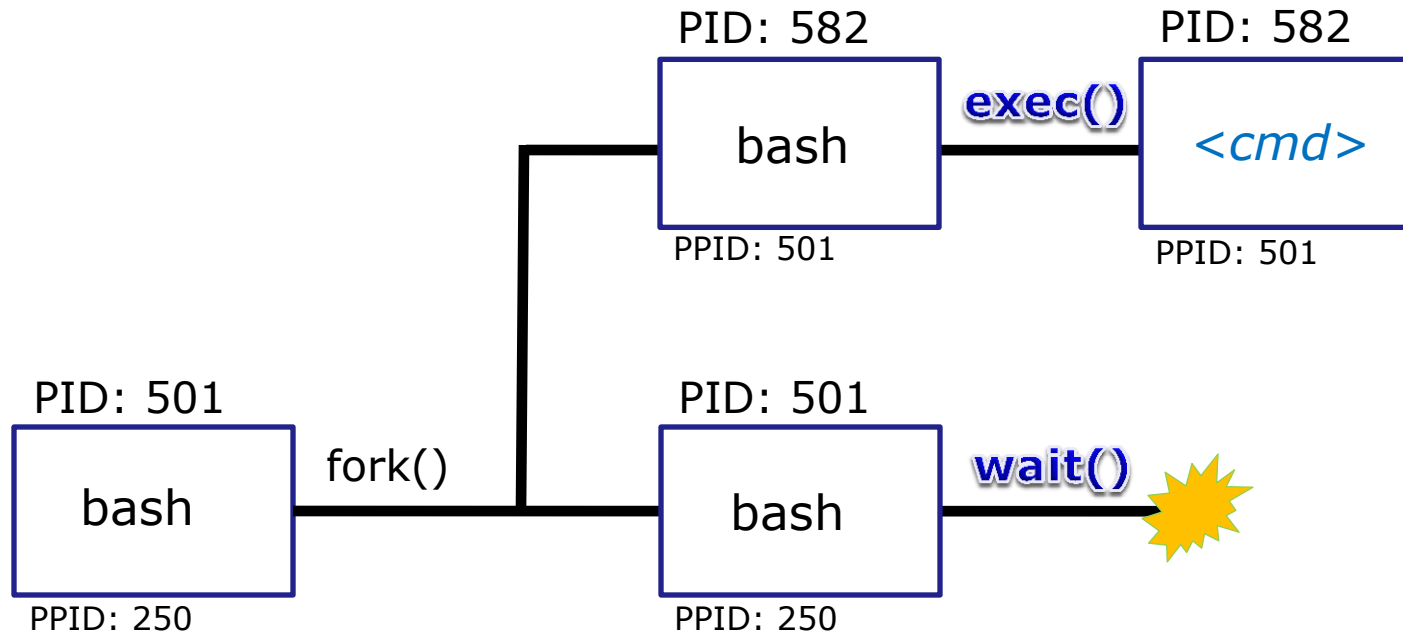 PID: 582
PID: 582
bash
exec()
<cmd>
PPID: 501
PPID: 501
PID: 501
PID: 501
bash
fork()
bash
wait()
PPID: 250
PPID: 250